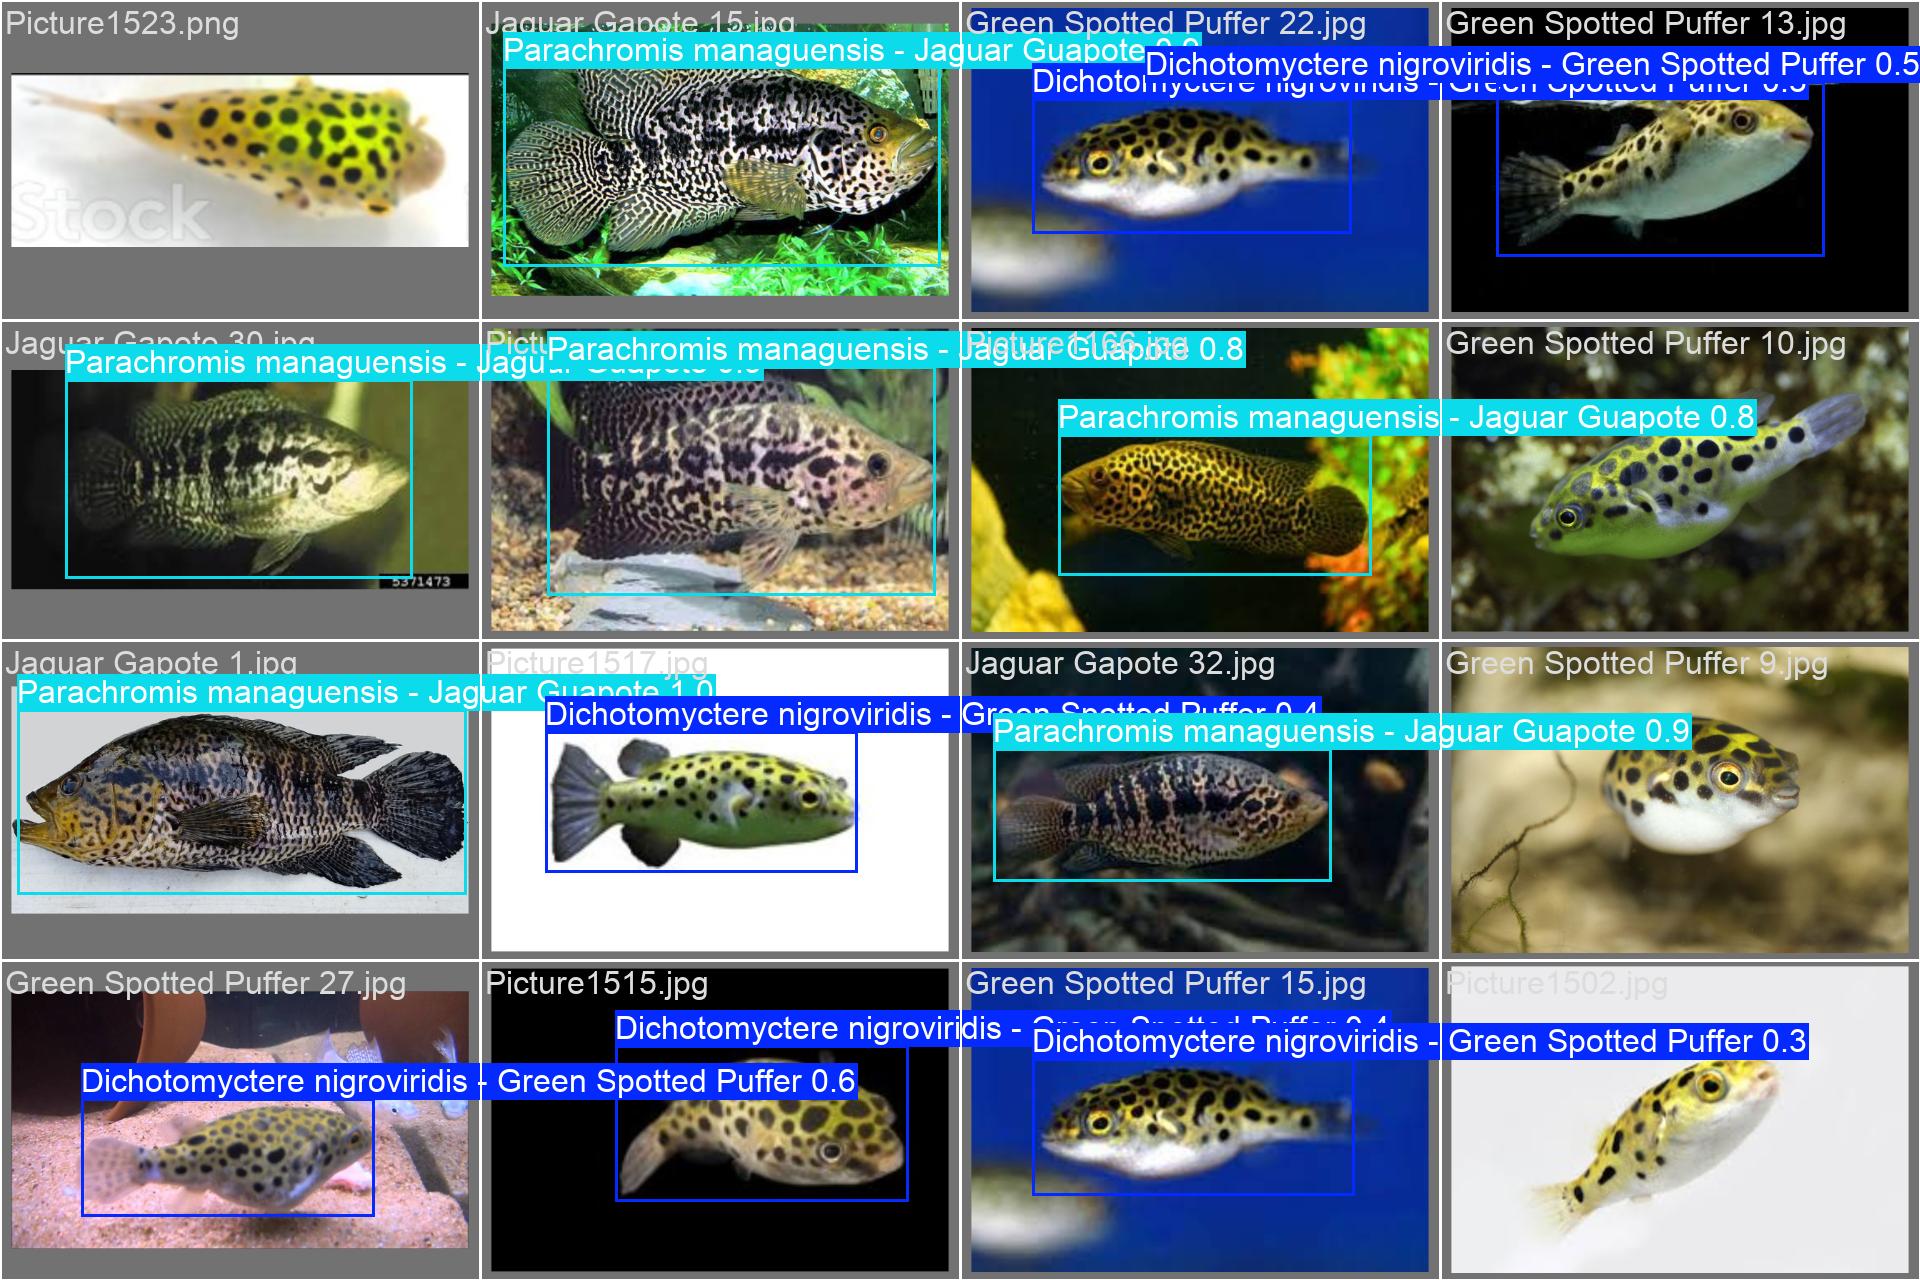 Picture1523.png
Jaguar Gapote 15.jpg
Parachromis managuensis - Jaguar Guapote
Green Spotted Puffer 22.jpg
Green Spotted Puffer 13.jpg
Dichotomyctere nigroviridis - Green Spotted Puffer 0.5
Dichotomyctere nigroviridis - Green Spotted Puffer 0.3
Stock
Jaguar Gapote 30.jpg
Parachromis managuensis - Jaguar Guapote
Parachromis managuensis - Jaguar Guapote 0.8
Picture1166.jpg
Green Spotted Puffer 10.jpg
Parachromis managuensis - Jaguar Guapote 0.8
5371473
Jaguar Gapote 1.jpg
Parachromis managuensis - Jaguar Guapote 1.0
Picture1517.jpg
Dichotomyctere nigroviridis - Green Spotted Puffer 0.4
Jaguar Gapote 32.jpg
Parachromis managuensis - Jaguar Guapote 0.9
Green Spotted Puffer 9.jpg
Green Spotted Puffer 27.jpg
Dichotomyctere nigroviridis - Green Spotted Puffer 0.6
Picture1515.jpg
Dichotomyctere nigroviridis - Green Spotted Puffer 0.4
Green Spotted Puffer 15.jpg
Dichotomyctere nigroviridis - Green Spotted Puffer 0.3
Picture1502.jpg